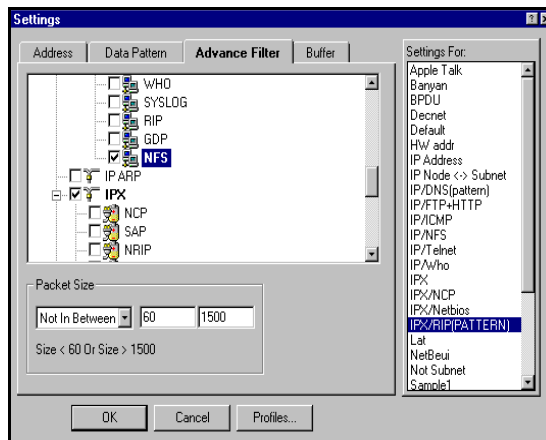 Settings
Address
Data Pattern
Advance Filter
Buffer
WHO
SYSLOG
RIP
GDP
NFS
IP ARP
IPX
NCP
SAP
NRIP
Packet Size
Not In Between
60
1500
Size < 60 Or Size > 1500
Settings For:
Apple Talk
Banyan
BPDU
Decnet
Default
HW addr
IP Address
IP Node <-> Subnet
IP/DNS(pattern)
IP/FTP+HTTP
IP/ICMP
IP/NFS
IP/Telnet
IP/Who
IPX
IPX/NCP
IPX/Netbios
IPX/RIP(PATTERN)
Lat
NetBeui
Not Subnet
Sample1
OK
Cancel
Profiles...